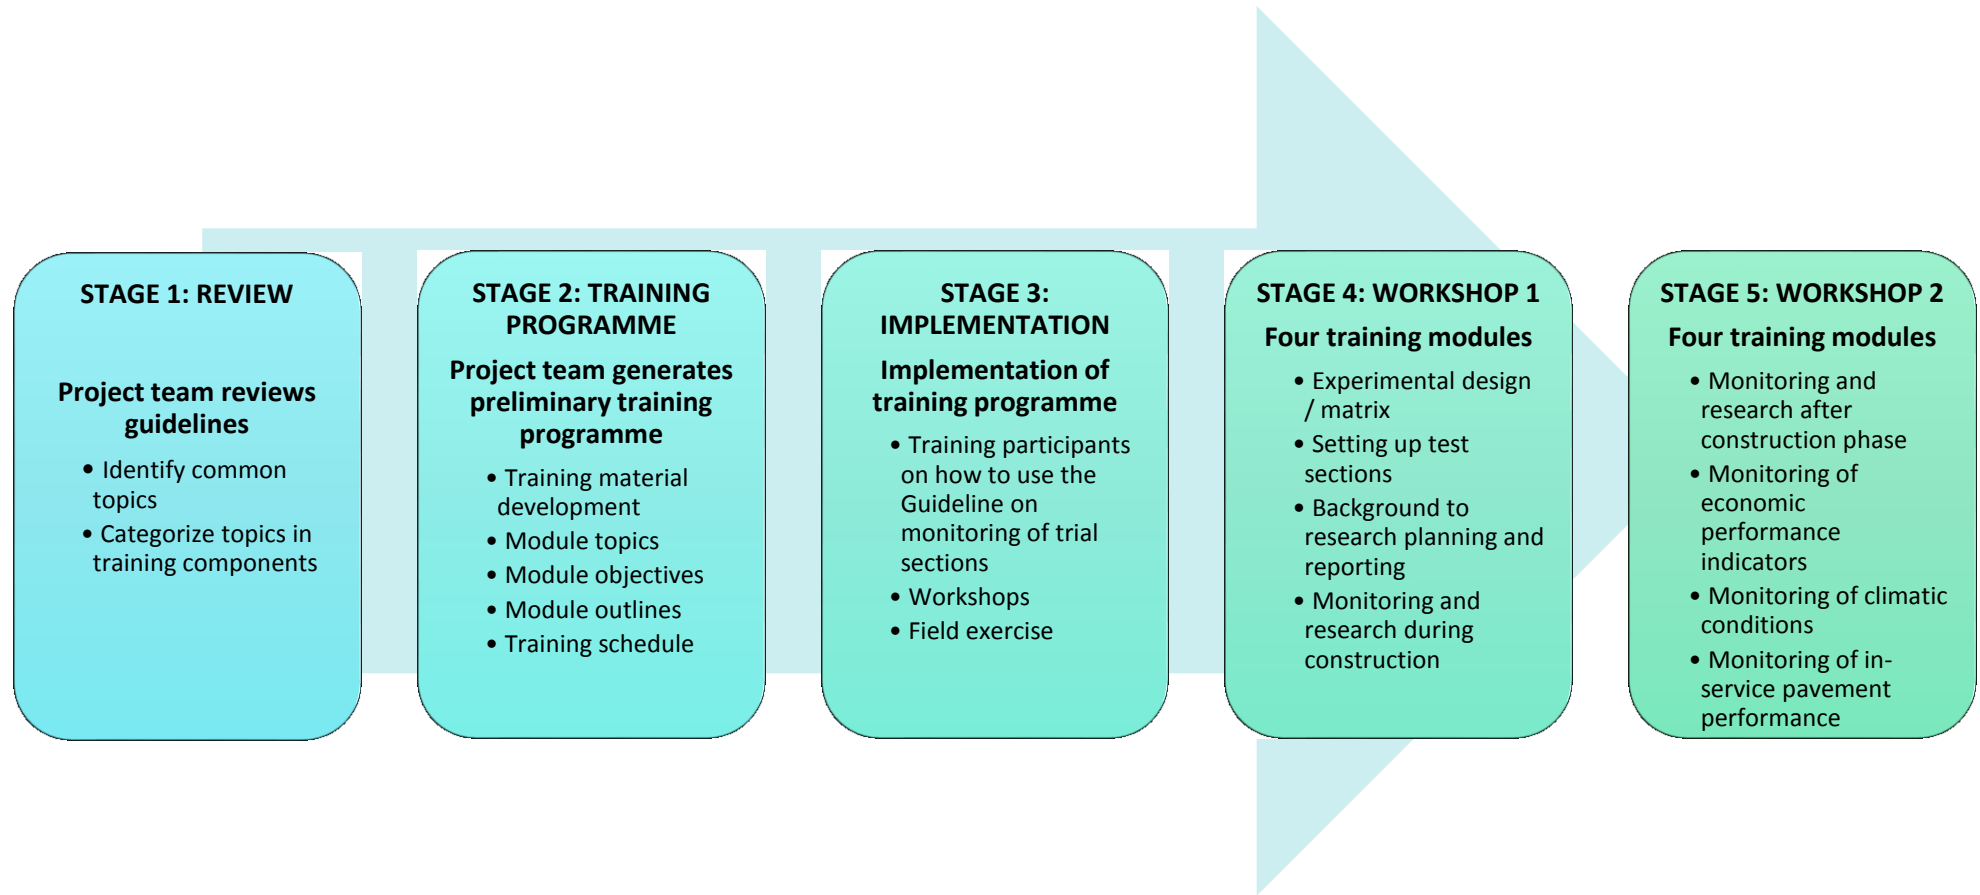 STAGE 1: REVIEW
Project team reviews
guidelines
• Identify common
topics
• Categorize topics in
training components
STAGE 2: TRAINING
PROGRAMME
Project team generates
preliminary training
programme
• Training material
development
• Module topics
• Module objectives
• Module outlines
• Training schedule
STAGE 3:
IMPLEMENTATION
Implementation of
training programme
• Training participants
on how to use the
Guideline on
monitoring of trial
sections
• Workshops
• Field exercise
STAGE 4: WORKSHOP 1
Four training modules
• Experimental design
/ matrix
• Setting up test
sections
• Background to
research planning and
reporting
• Monitoring and
research during
construction
STAGE 5: WORKSHOP 2
Four training modules
• Monitoring and
research after
construction phase
• Monitoring of
economic
performance
indicators
• Monitoring of climatic
conditions
• Monitoring of in-
service pavement
performance